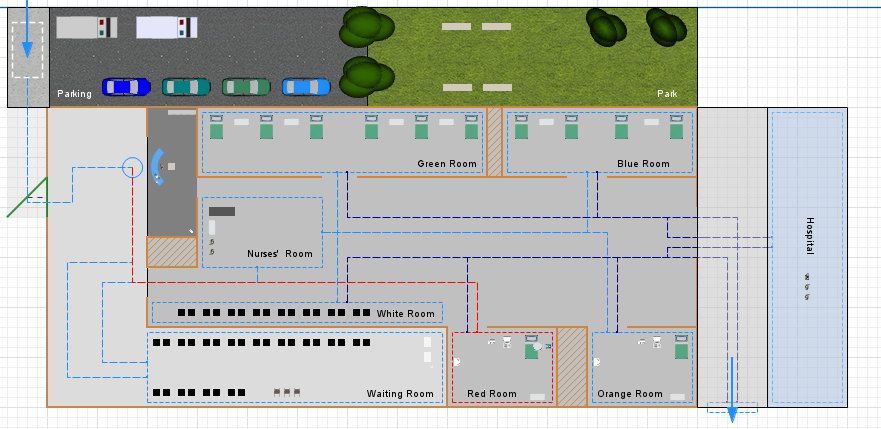 Parking
Park
Green Room
Blue Room
Hospital
Nurses' Room
White Room
Waiting Room
Red Room
Orange Room